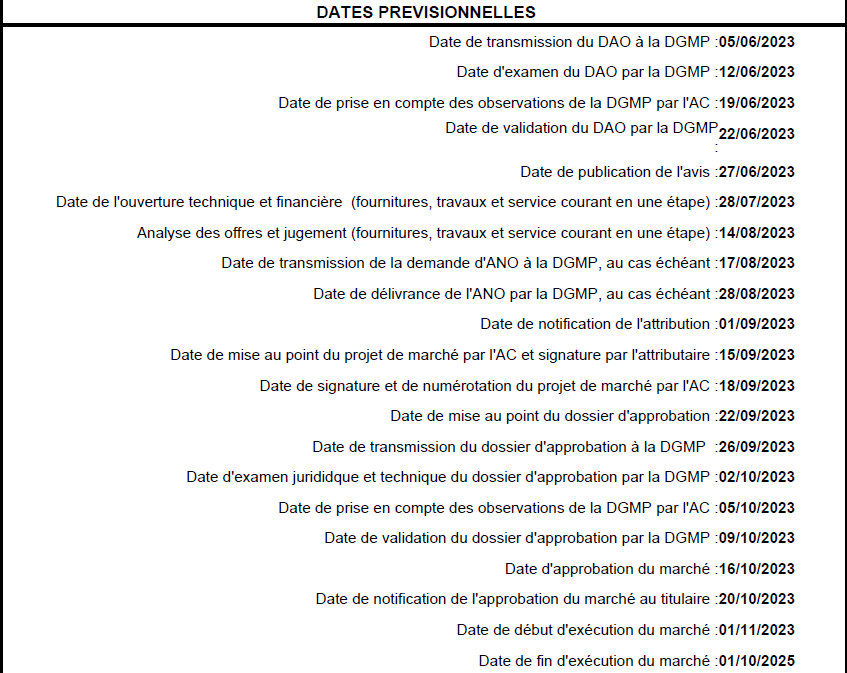 DATES PREVISIONNELLES
Date de transmission du DAO à la DGMP :05/06/2023
Date d'examen du DAO par la DGMP :12/06/2023
Date de prise en compte des observations de la DGMP par l'AC :19/06/2023
Date de validation du DAO par la DGMP 22/06/2023
:
Date de publication de l'avis :27/06/2023
Date de l'ouverture technique et financière (fournitures, travaux et service courant en une étape) :28/07/2023
Analyse des offres et jugement (fournitures, travaux et service courant en une étape) :14/08/2023
Date de transmission de la demande d'ANO à la DGMP, au cas échéant :17/08/2023
Date de délivrance de l'ANO par la DGMP, au cas échéant :28/08/2023
Date de notification de l'attribution :01/09/2023
Date de mise au point du projet de marché par l'AC et signature par l'attributaire :15/09/2023
Date de signature et de numérotation du projet de marché par l'AC :18/09/2023
Date de mise au point du dossier d'approbation :22/09/2023
Date de transmission du dossier d'approbation à la DGMP :26/09/2023
Date d'examen jurididque et technique du dossier d'approbation par la DGMP :02/10/2023
Date de prise en compte des observations de la DGMP par l'AC :05/10/2023
Date de validation du dossier d'approbation par la DGMP :09/10/2023
Date d'approbation du marché :16/10/2023
Date de notification de l'approbation du marché au titulaire :20/10/2023
Date de début d'exécution du marché :01/11/2023
Date de fin d'exécution du marché :01/10/2025